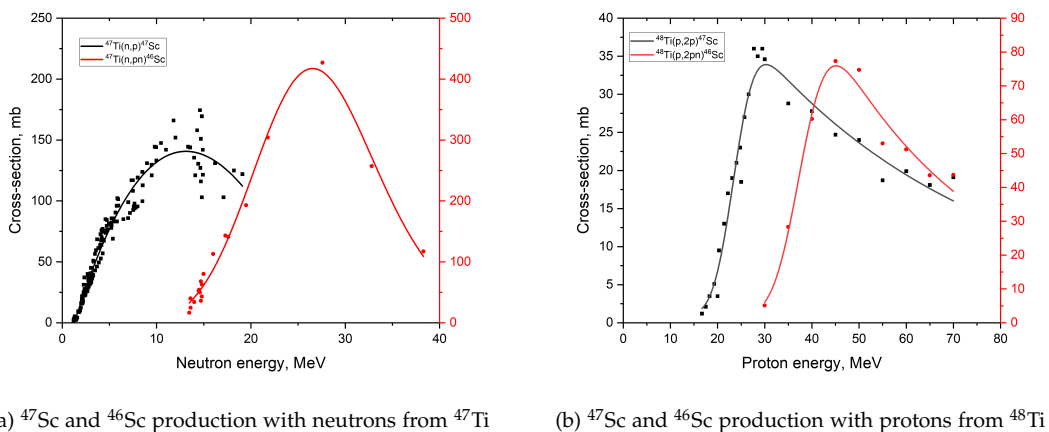 250
200
150
100
50
0
Cross-section, mb
⁴⁷Ti(n,p)⁴⁷Sc
⁴⁷Ti(n,pn)⁴⁶Sc
500
400
300
200
100
0
0 10 20 30 40
Neutron energy, MeV
40
35
30
25
20
15
10
5
0
Cross-section, mb
⁴⁸Ti(p,2p)⁴⁷Sc
⁴⁸Ti(p,2pn)⁴⁶Sc
90
80
70
60
50
40
30
20
10
0
0 10 20 30 40 50 60 70 80
Proton energy, MeV
a) ⁴⁷Sc and ⁴⁶Sc production with neutrons from ⁴⁷Ti
(b) ⁴⁷Sc and ⁴⁶Sc production with protons from ⁴⁸Ti